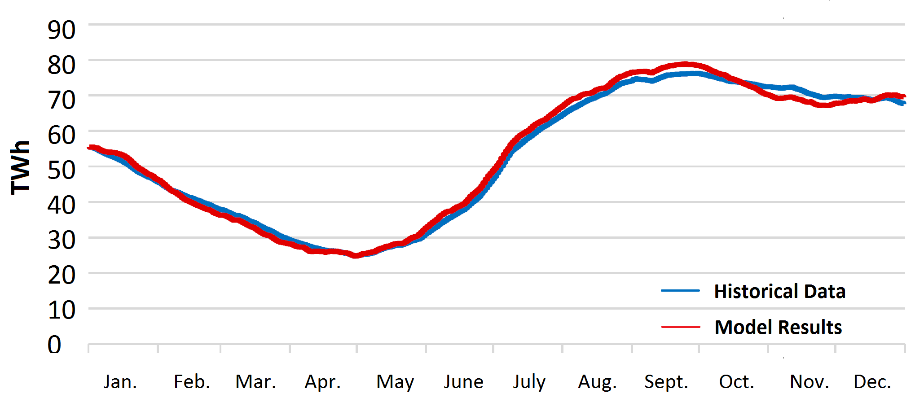 90
80
70
60
50
40
30
20
10
0
TWh
Historical Data
Model Results
Jan. Feb. Mar. Apr. May June July Aug. Sept. Oct. Nov. Dec.